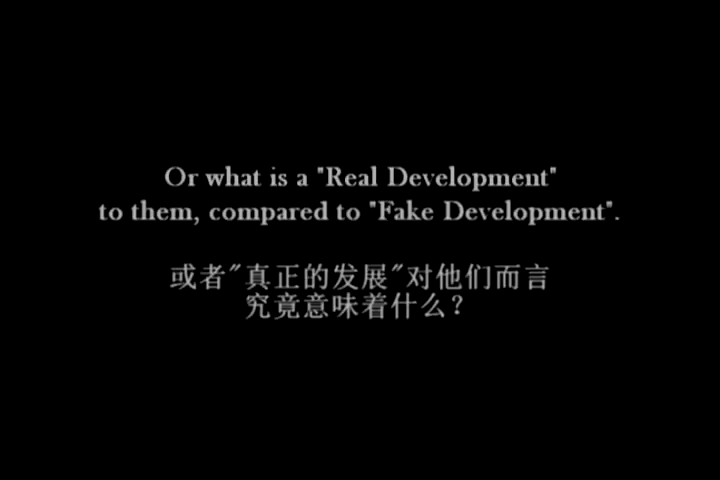 Or what is a "Real Development"
to them, compared to "Fake Development".
或者"真正的发展"对他们而言
究竟意味着什么？